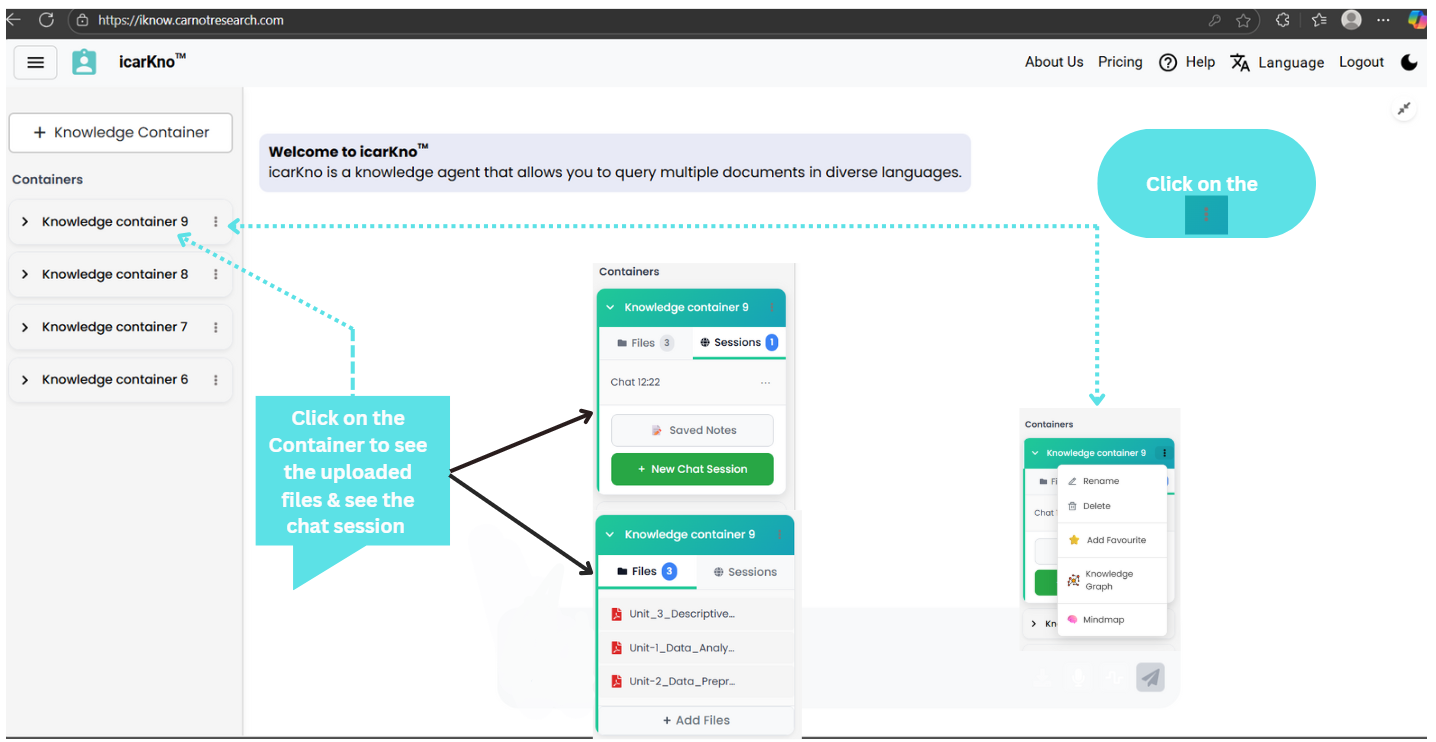 https://iknow.carnotresearch.com
icarKno™
About Us Pricing Help Language Logout
+ Knowledge Container
Containers
Knowledge container 9
Knowledge container 8
Knowledge container 7
Knowledge container 6
Welcome to icarKno™
icarKno is a knowledge agent that allows you to query multiple documents in diverse languages.
Click on the
Click on the
Container to see
the uploaded
files & see the
chat session
Containers
Knowledge container 9
Files 3 Sessions 1
Chat 12:22
Saved Notes
+ New Chat Session
Knowledge container 9
Files 3 Sessions
Unit_3_Descriptive...
Unit-1_Data_Analy...
Unit-2_Data_Prepr...
+ Add Files
Containers
Knowledge container 9
Fi
Rename
Chat
Delete
Add Favourite
Knowledge
Graph
Kn
Mindmap